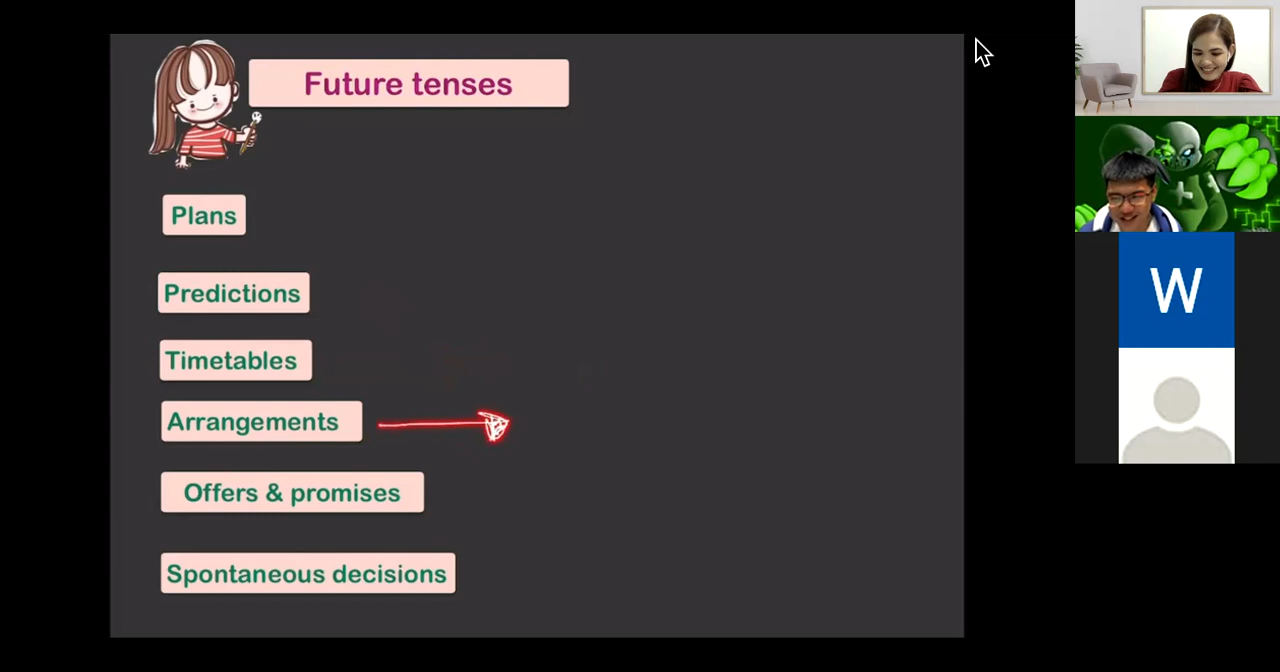 Future tenses
Plans
Predictions
Timetables
Arrangements
Offers & promises
Spontaneous decisions
W